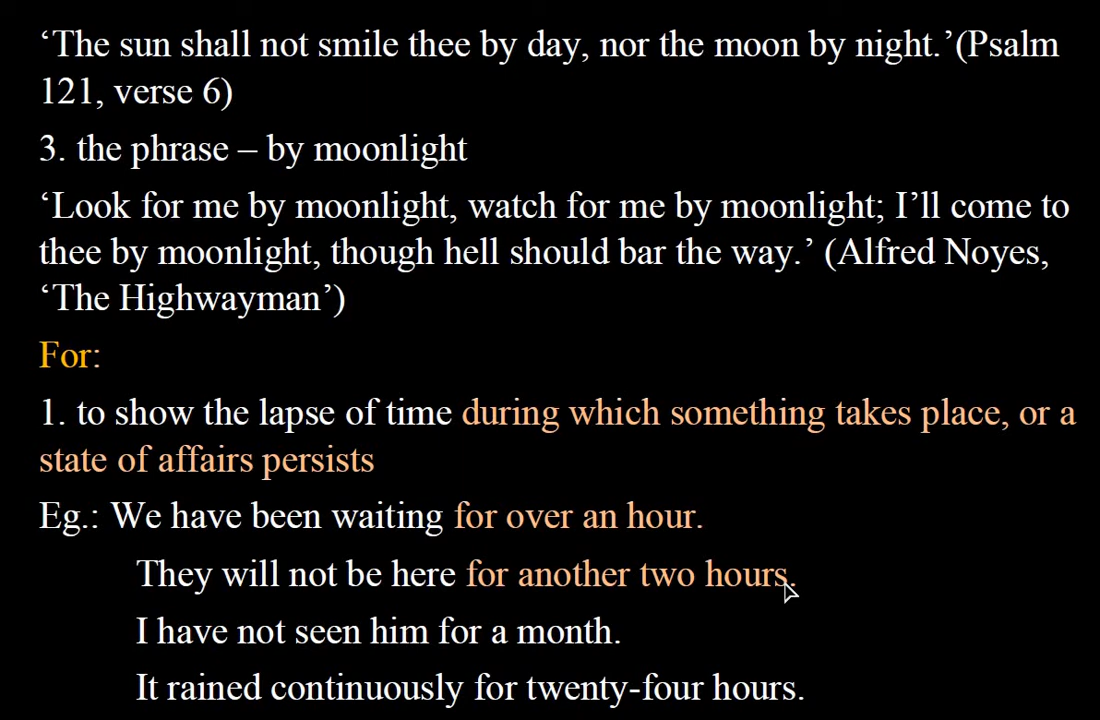 ‘The sun shall not smile thee by day, nor the moon by night.’(Psalm
121, verse 6)
3. the phrase – by moonlight
‘Look for me by moonlight, watch for me by moonlight; I’ll come to
thee by moonlight, though hell should bar the way.’ (Alfred Noyes,
‘The Highwayman’)
For:
1. to show the lapse of time during which something takes place, or a
state of affairs persists
Eg.: We have been waiting for over an hour.
They will not be here for another two hours.
I have not seen him for a month.
It rained continuously for twenty-four hours.